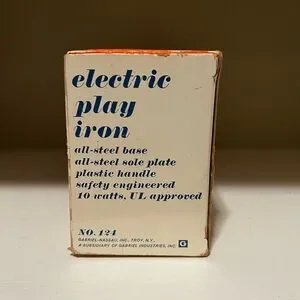 electric
play
iron
all-steel base
all-steel sole plate
plastic handle
safety engineered
10 watts. UL approved
NO. 124
GABRIEL-NASSAU, INC., TROY, N.Y.
A SUBSIDIARY OF GABRIEL INDUSTRIES, INC.
G